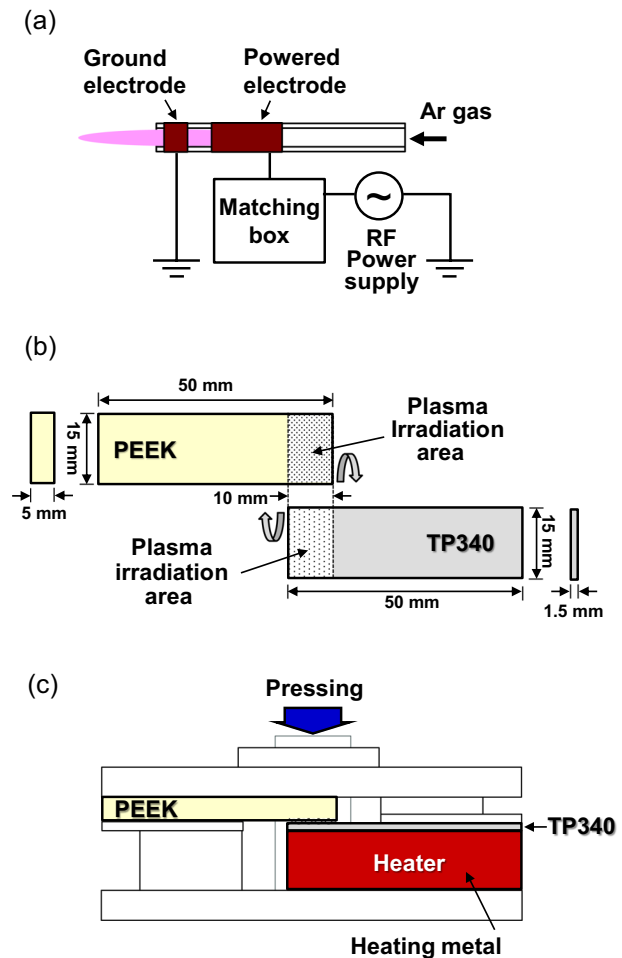 (a)
Ground
electrode
Powered
electrode
Ar gas
Matching
box
~
RF
Power
supply
(b)
50 mm
15 mm
PEEK
Plasma
Irradiation
area
5 mm
10 mm
Plasma
irradiation
area
TP340
15 mm
50 mm
1.5 mm
(c)
Pressing
PEEK
TP340
Heater
Heating metal